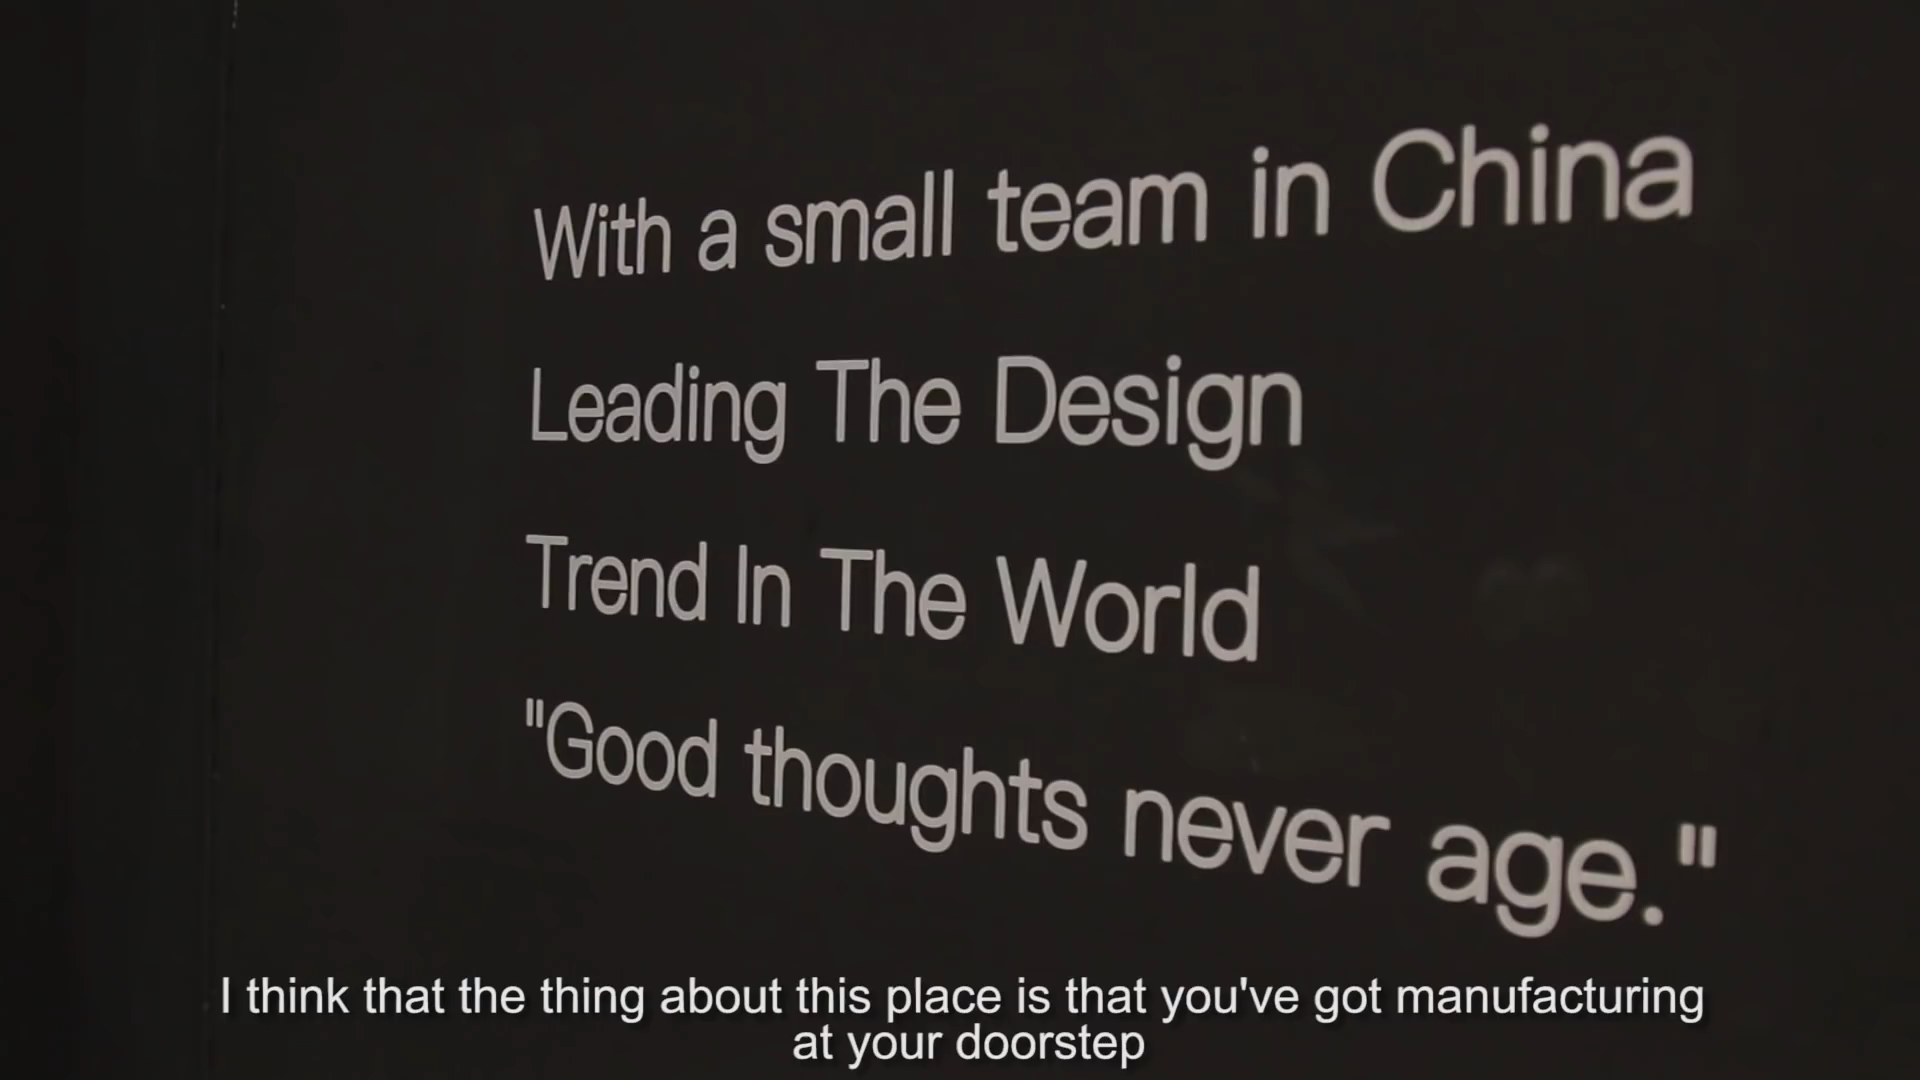 With a small team in China
Leading The Design
Trend In The World
"Good thoughts never age."
I think that the thing about this place is that you've got manufacturing
at your doorstep